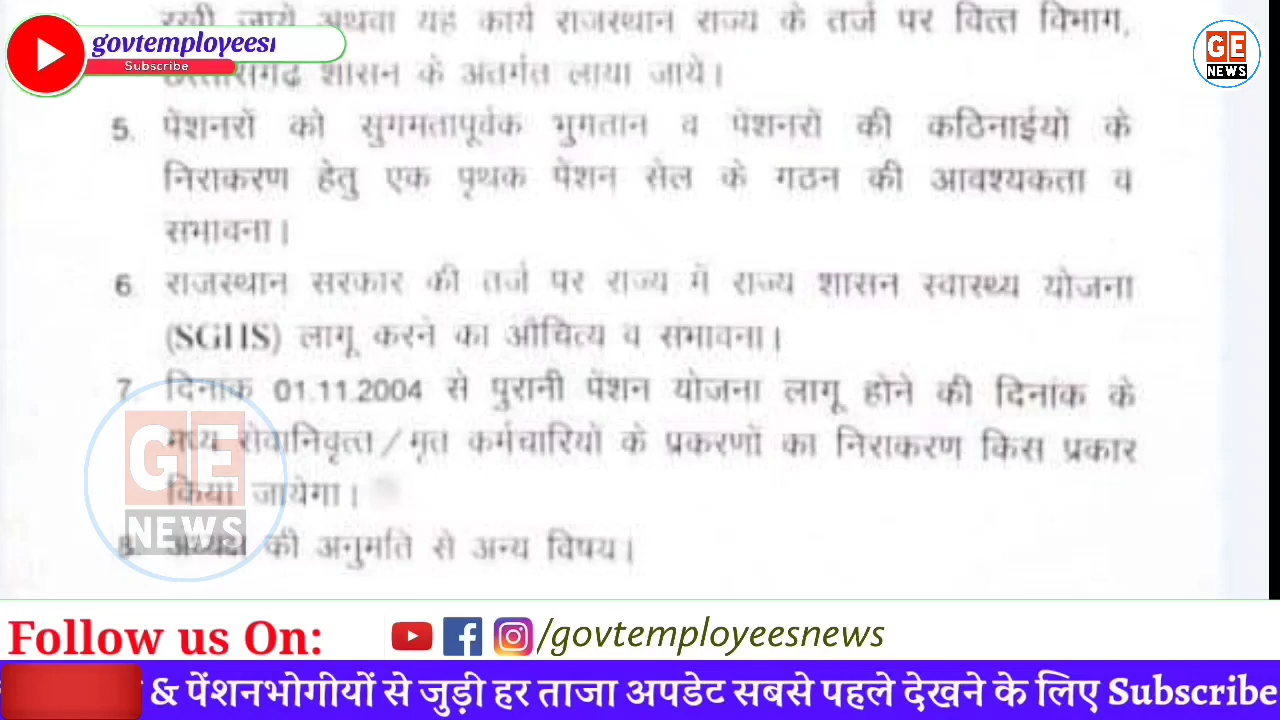 रखी जाये अथवा यह कार्य राजस्थान राज्य के तर्ज पर वित्त विभाग,
govtemployeesn
Subscribe
GE
NEWS
शासन के अंतर्गत लाया जाये।
5. पेंशनरों को सुगमतापूर्वक भुगतान व पेंशनरों की कठिनाईयों के
निराकरण हेतु एक पृथक पेंशन सेल के गठन की आवश्यकता व
संभावना।
6. राजस्थान सरकार की तर्ज पर राज्य में राज्य शासन स्वास्थ्य योजना
(SGHS) लागू करने का औचित्य व संभावना।
7. दिनांक 01.11.2004 से पुरानी पेंशन योजना लागू होने की दिनांक के
मध्य सेवानिवृत्त/मृत कर्मचारियों के प्रकरणों का निराकरण किस प्रकार
किया जायेगा।
GE
NEWS
8. अध्यक्ष की अनुमति से अन्य विषय।
Follow us On: /govtemployeesnews
& पेंशनभोगीयों से जुड़ी हर ताजा अपडेट सबसे पहले देखने के लिए Subscribe